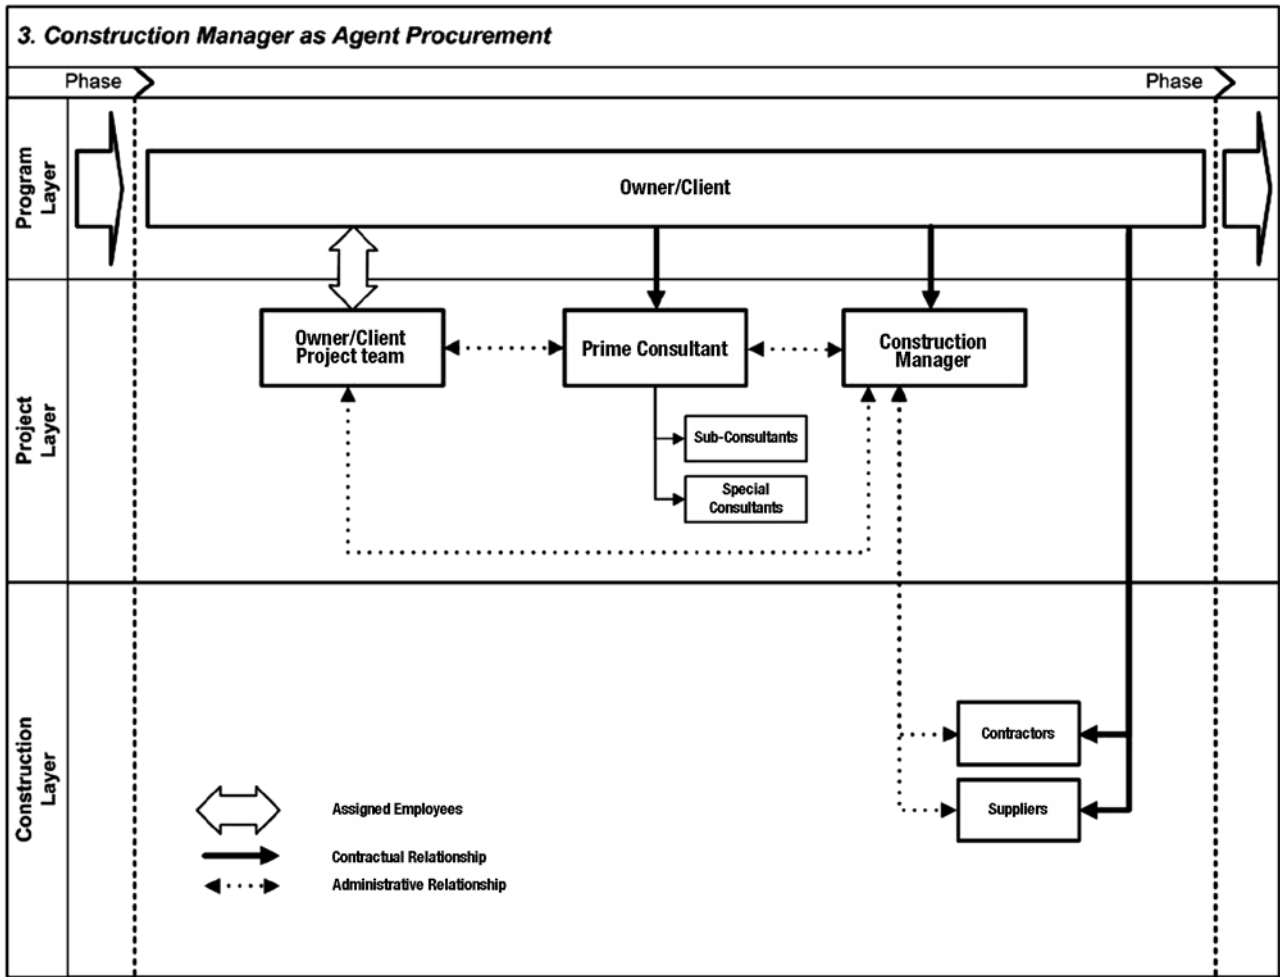 3. Construction Manager as Agent Procurement
Phase
Phase
Program
Layer
Owner/Client
Project
Layer
Owner/Client
Project team
Prime Consultant
Construction
Manager
Sub-Consultants
Special
Consultants
Construction
Layer
Contractors
Suppliers
Assigned Employees
Contractual Relationship
Administrative Relationship